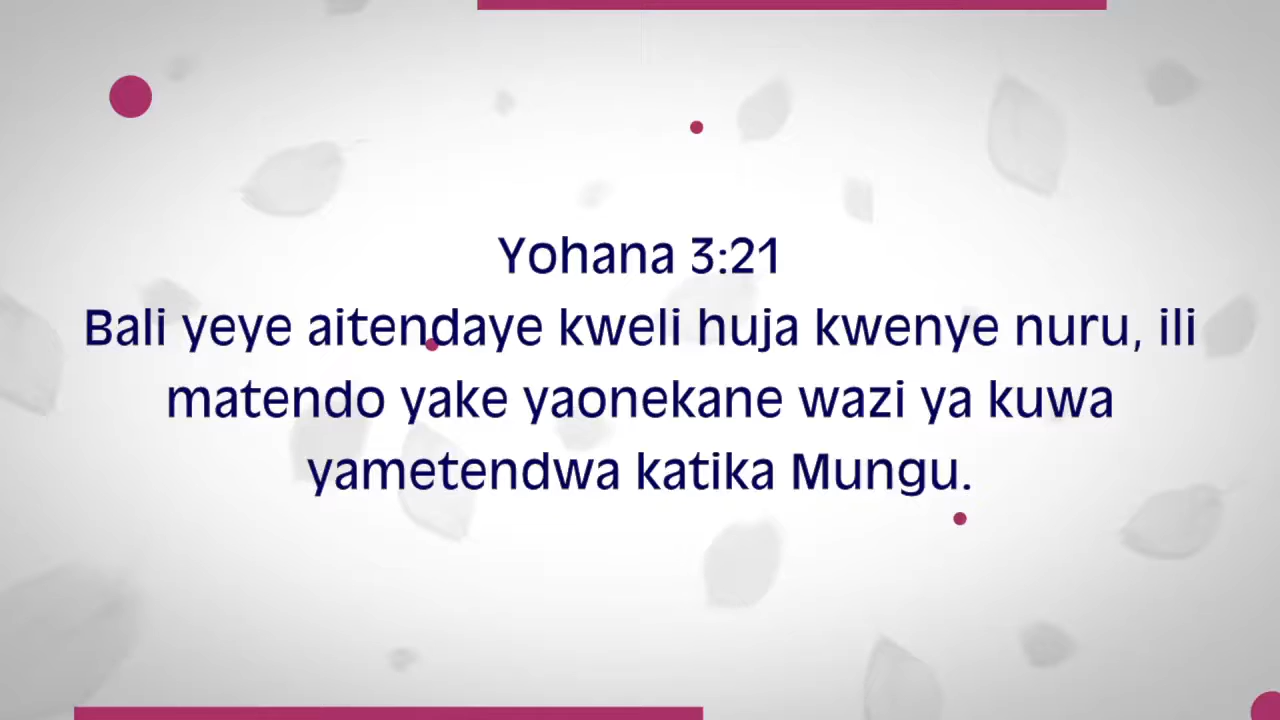 Yohana 3:21
Bali yeye aitendaye kweli huja kwenye nuru, ili
matendo yake yaonekane wazi ya kuwa
yametendwa katika Mungu.